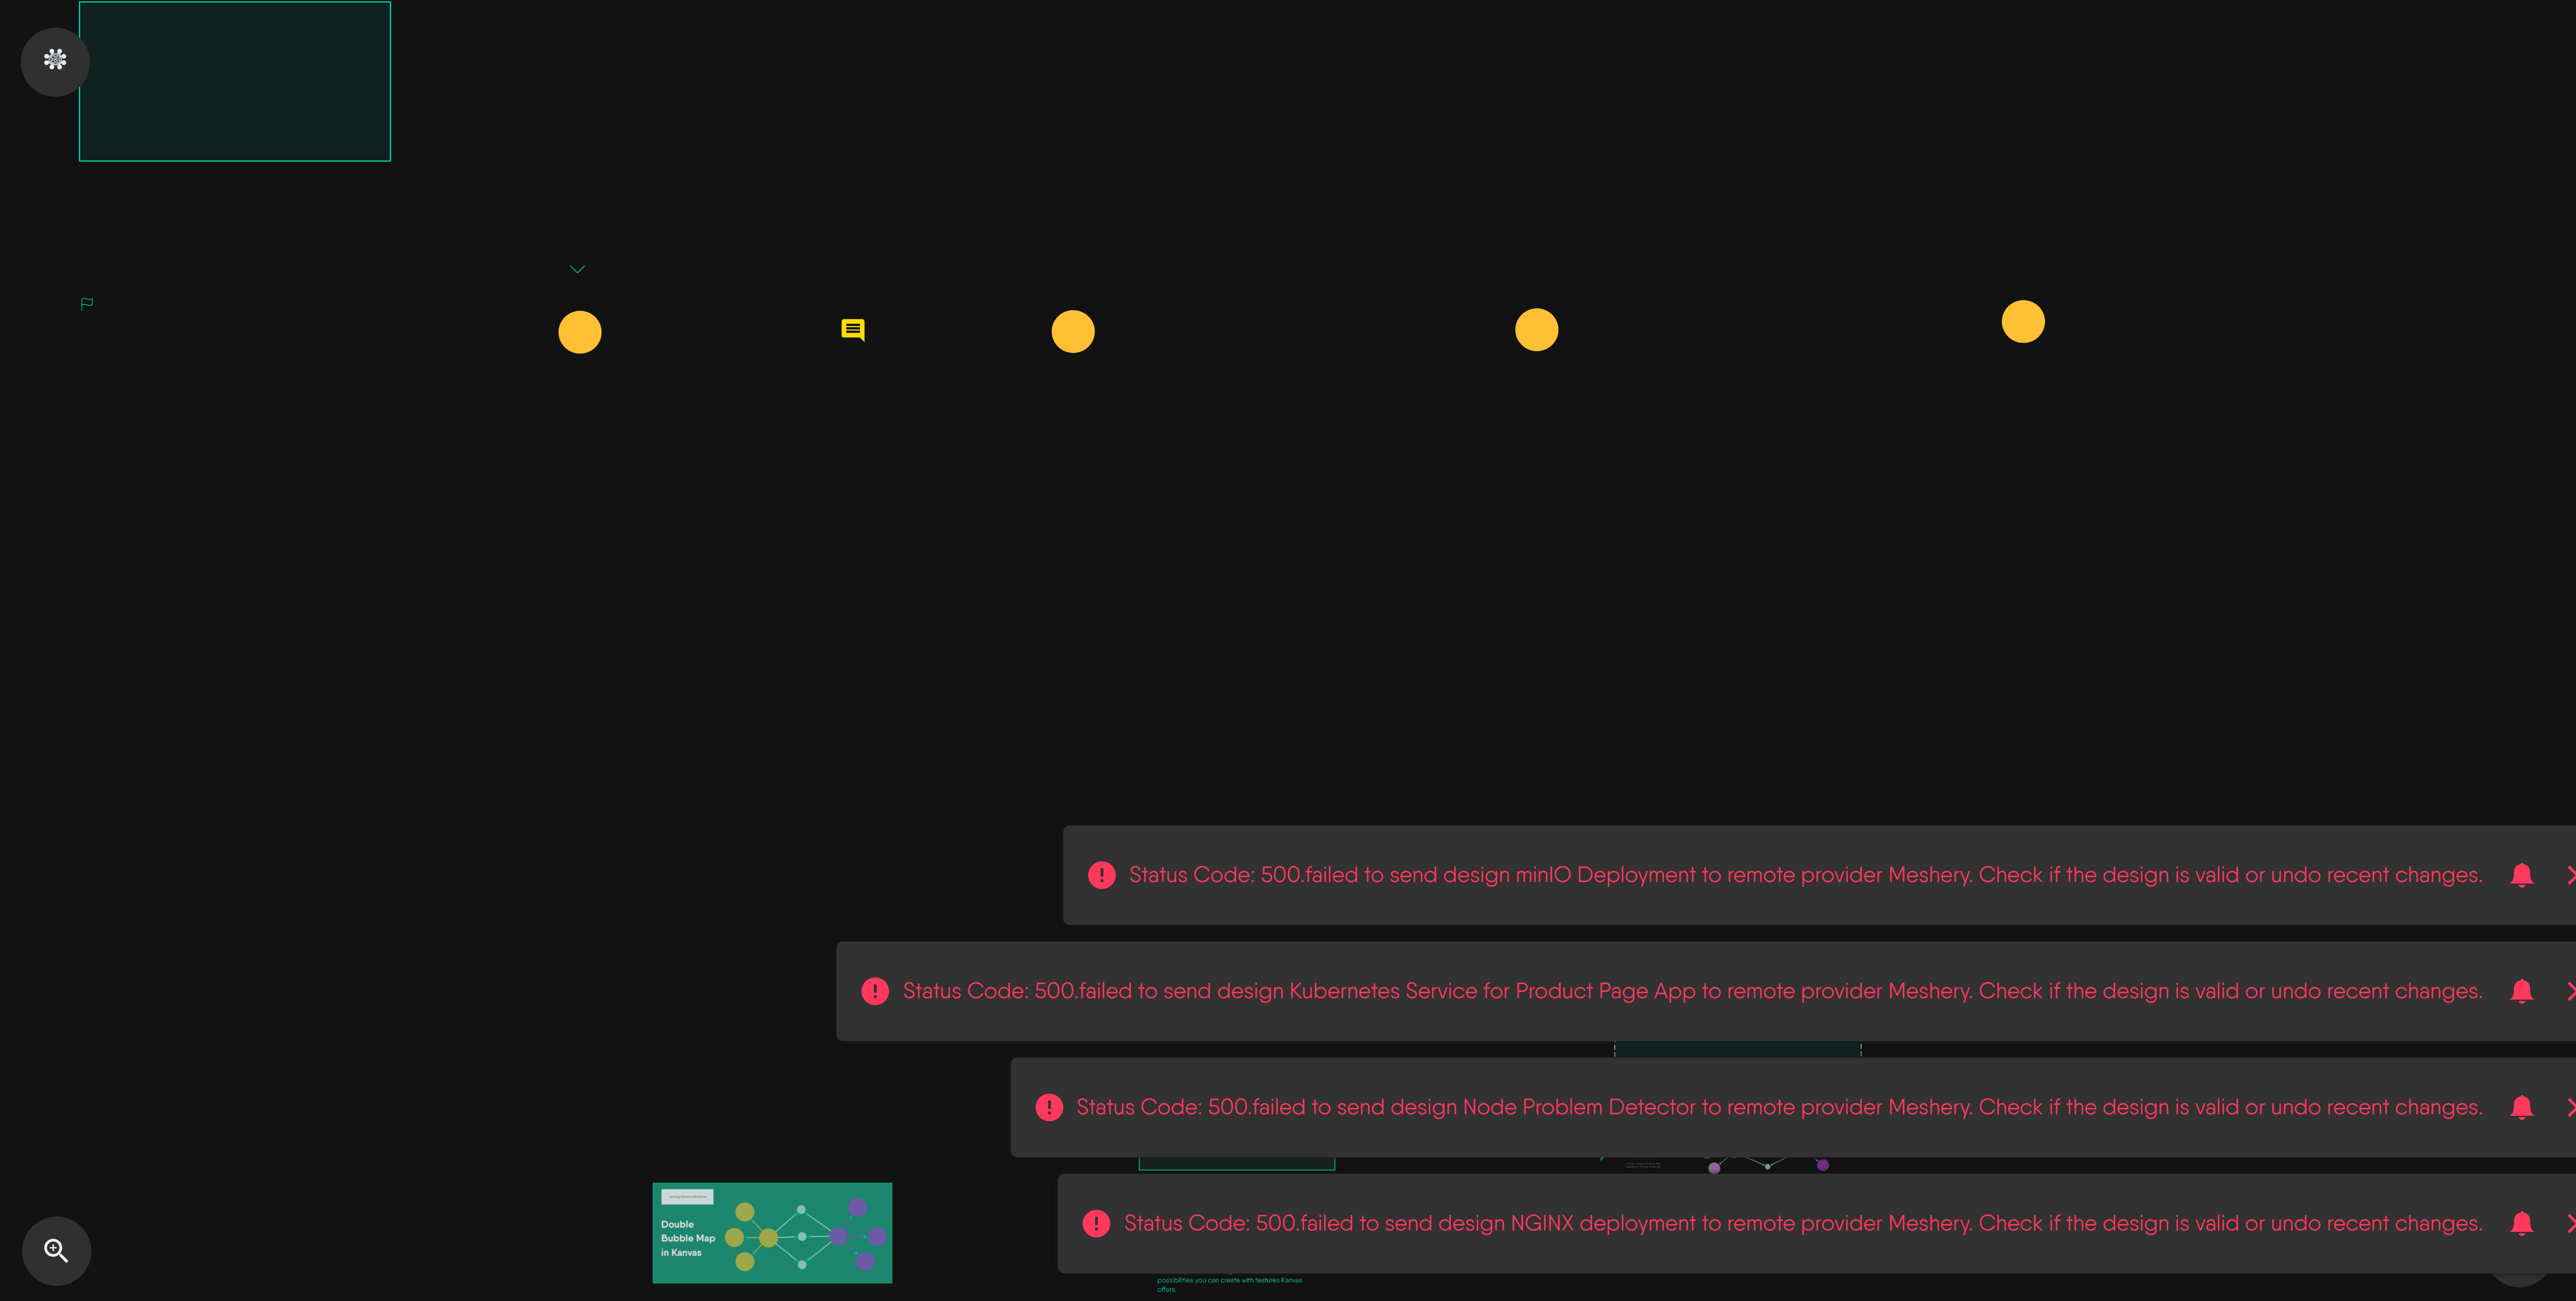 Status Code: 500.failed to send design minIO Deployment to remote provider Meshery. Check if the design is valid or undo recent changes.
Status Code: 500.failed to send design Kubernetes Service for Product Page App to remote provider Meshery. Check if the design is valid or undo recent changes.
Status Code: 500.failed to send design Node Problem Detector to remote provider Meshery. Check if the design is valid or undo recent changes.
Status Code: 500.failed to send design NGINX deployment to remote provider Meshery. Check if the design is valid or undo recent changes.
Double
Bubble Map
in Kanvas
possibilities you can create with features Kanvas
offers.